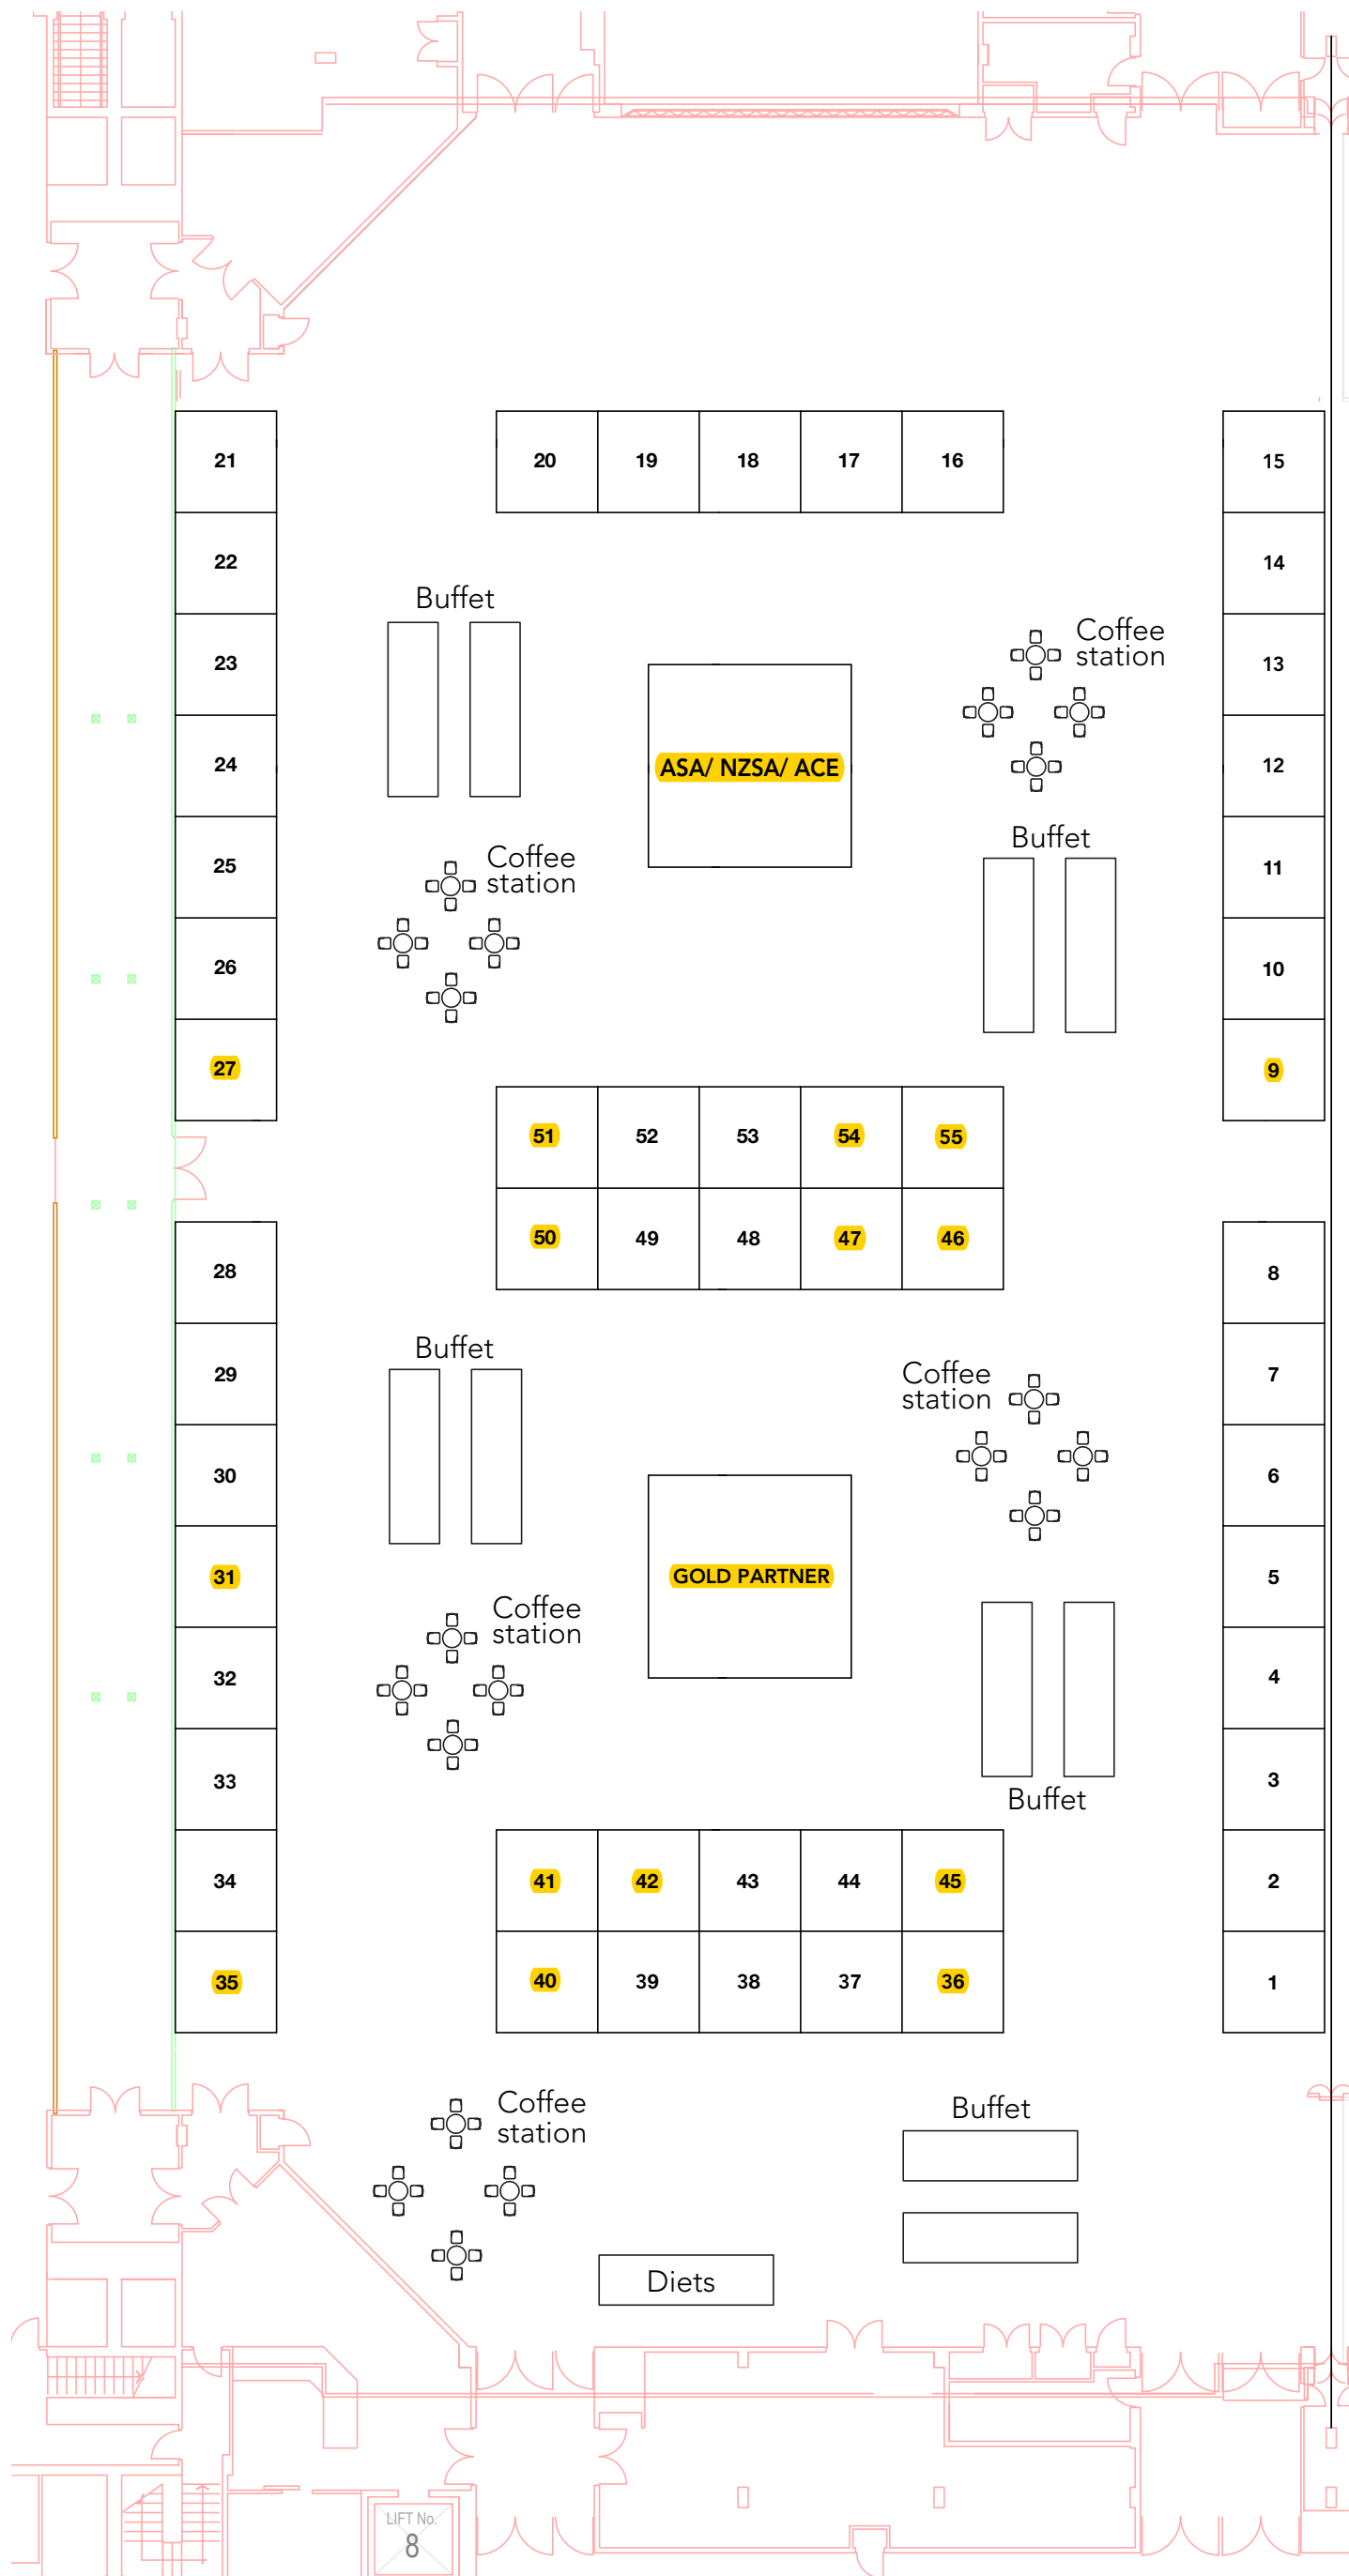 21
20 19 18 17 16
15
22
14
Buffet
Coffee
station
23
13
24
ASA/ NZSA/ ACE
12
Buffet
Coffee
station
25
11
26
10
27
9
51 52 53 54 55
50 49 48 47 46
28
8
Buffet
29
7
Coffee
station
30
6
31
GOLD PARTNER
5
Coffee
station
32
4
33
3
Buffet
34
41 42 43 44 45
2
35
40 39 38 37 36
1
Coffee
station
Buffet
Diets
LIFT No.
8